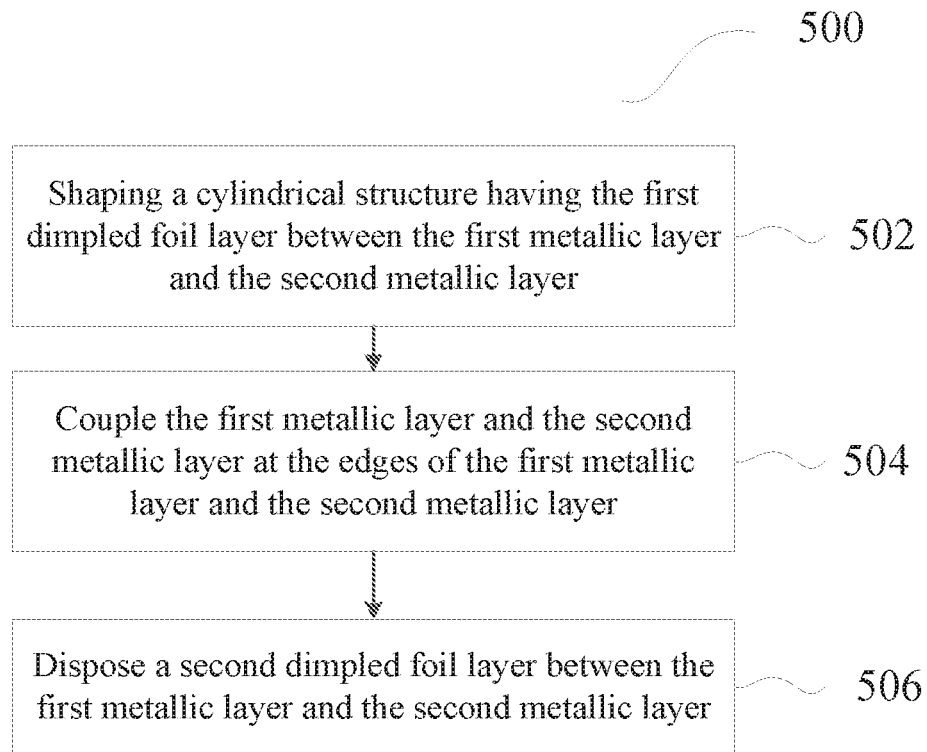 500
Shaping a cylindrical structure having the first
dimpled foil layer between the first metallic layer
and the second metallic layer
502
Couple the first metallic layer and the second
metallic layer at the edges of the first metallic
layer and the second metallic layer
504
Dispose a second dimpled foil layer between the
first metallic layer and the second metallic layer
506